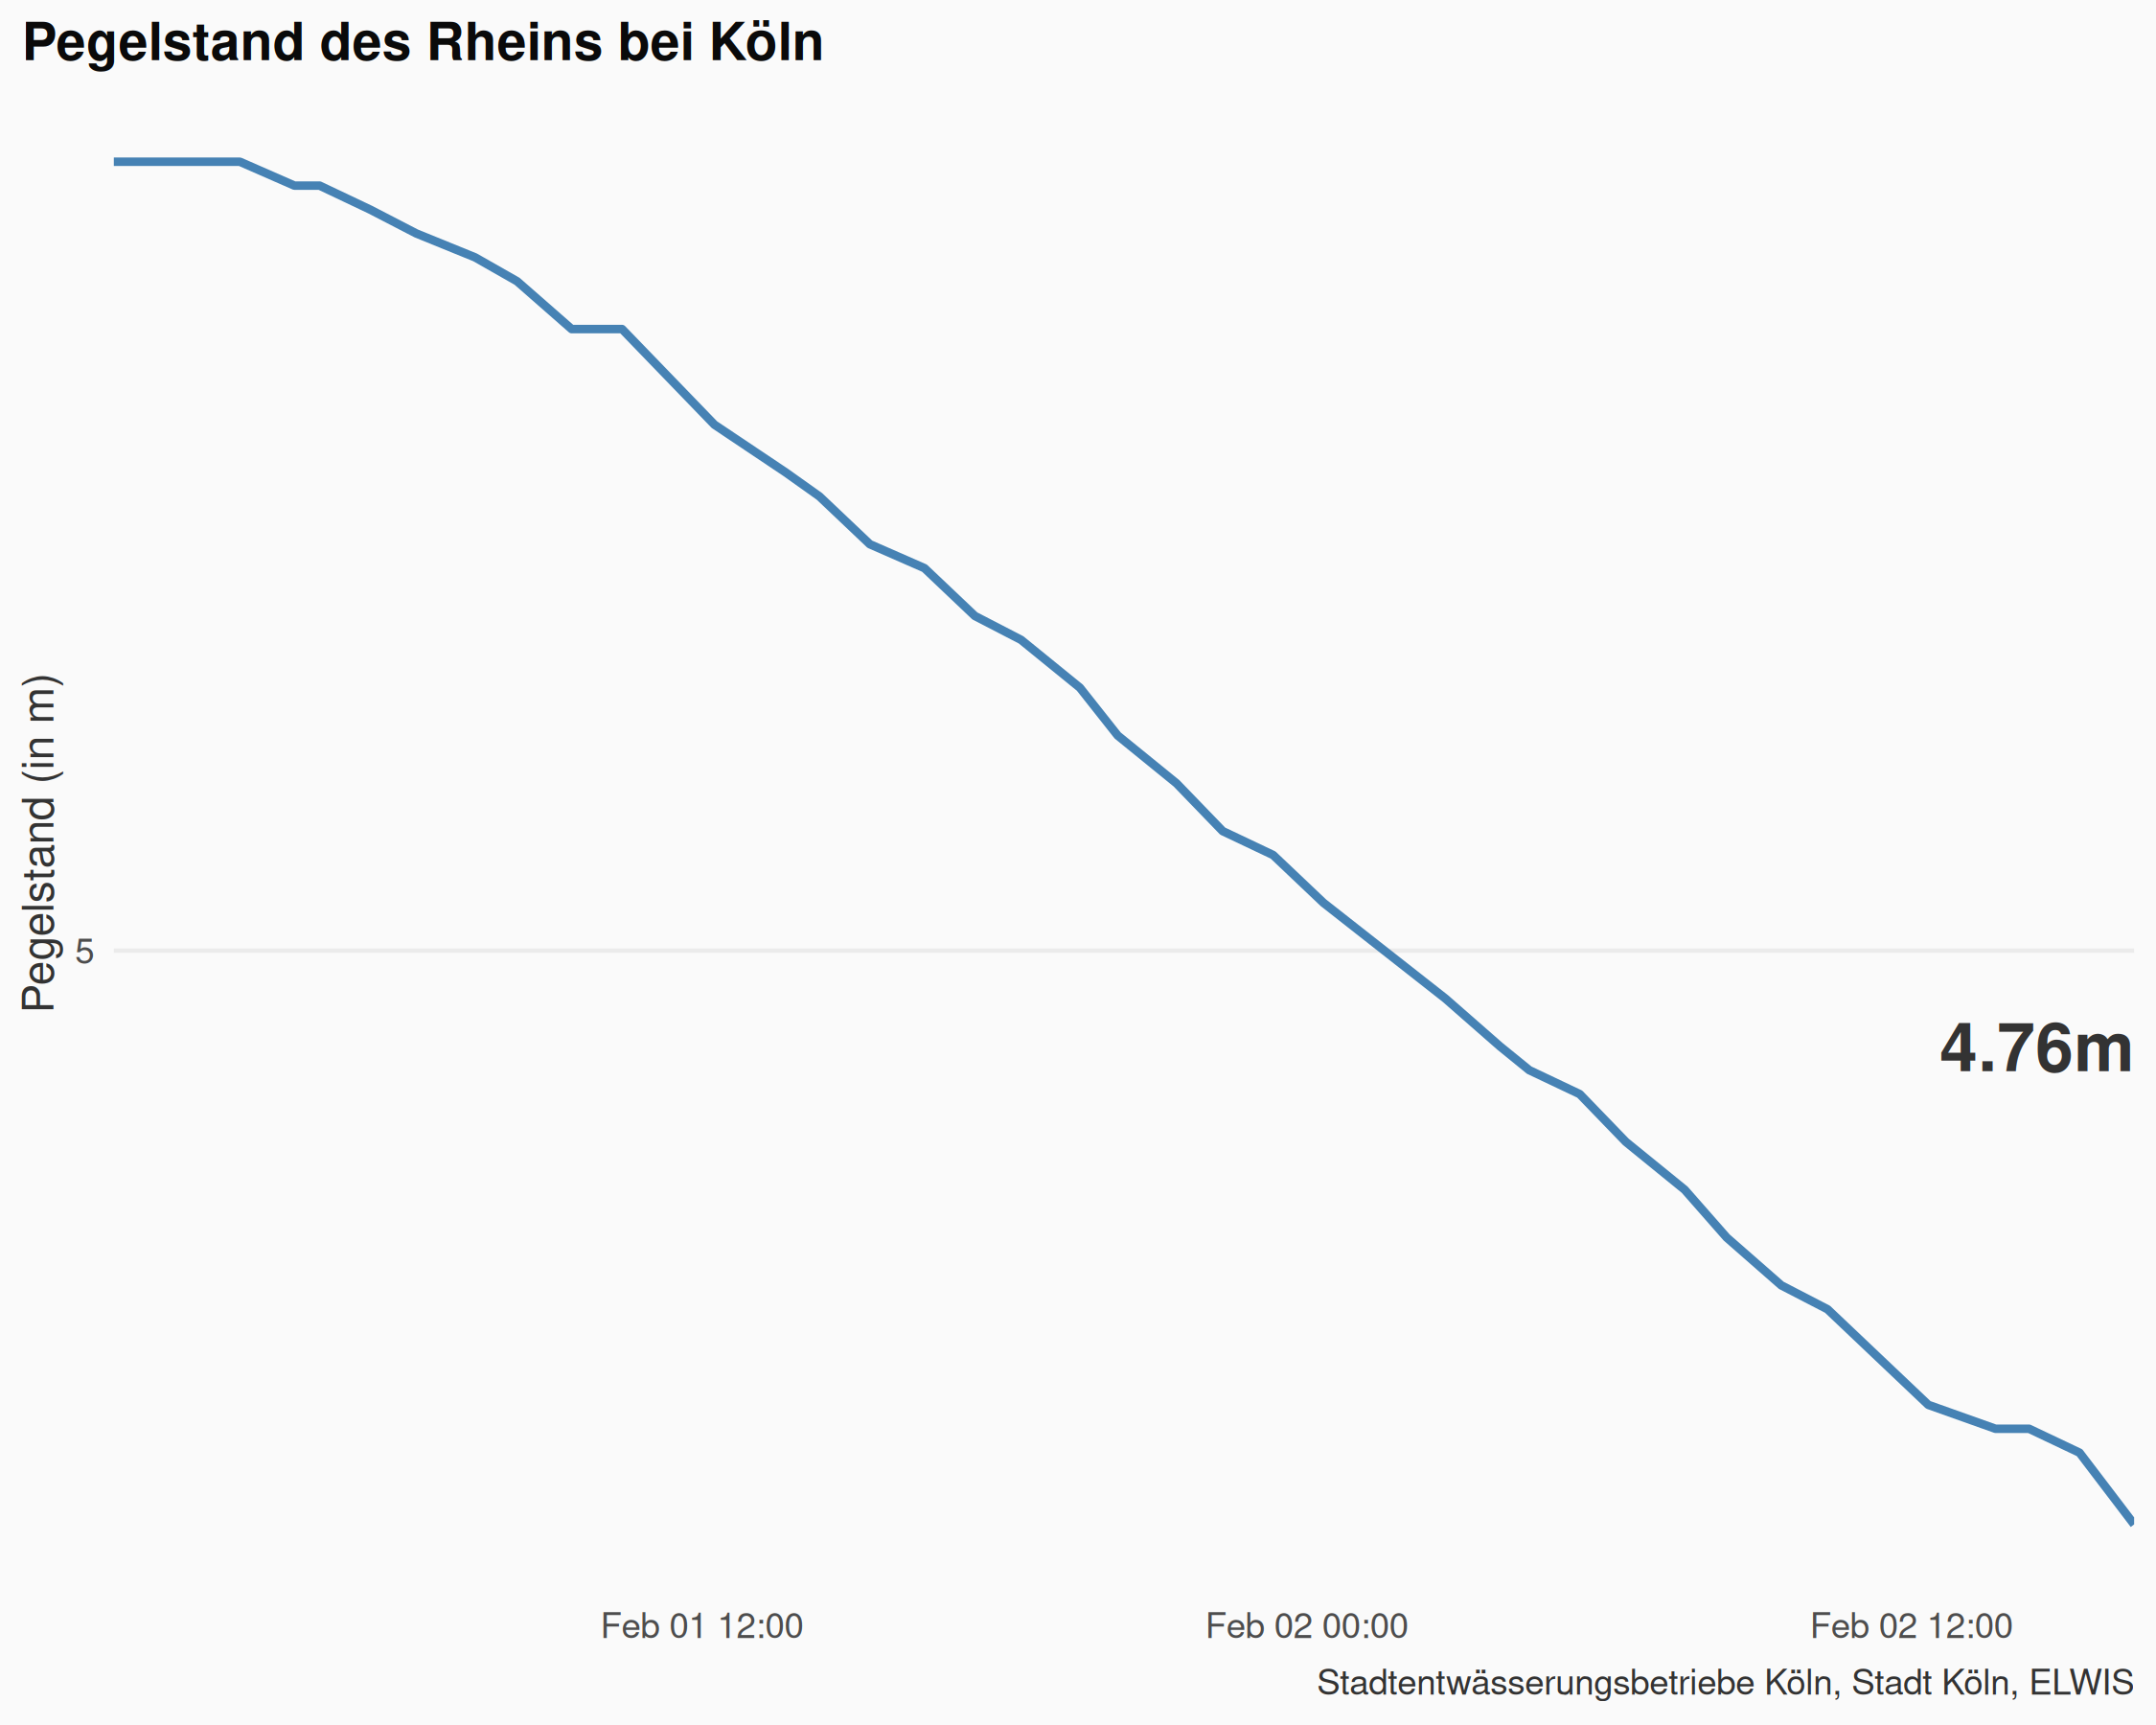 Pegelstand des Rheins bei Köln
Pegelstand (in m)
5
4.76m
Feb 01 12:00 Feb 02 00:00 Feb 02 12:00
Stadtentwässerungsbetriebe Köln, Stadt Köln, ELWIS